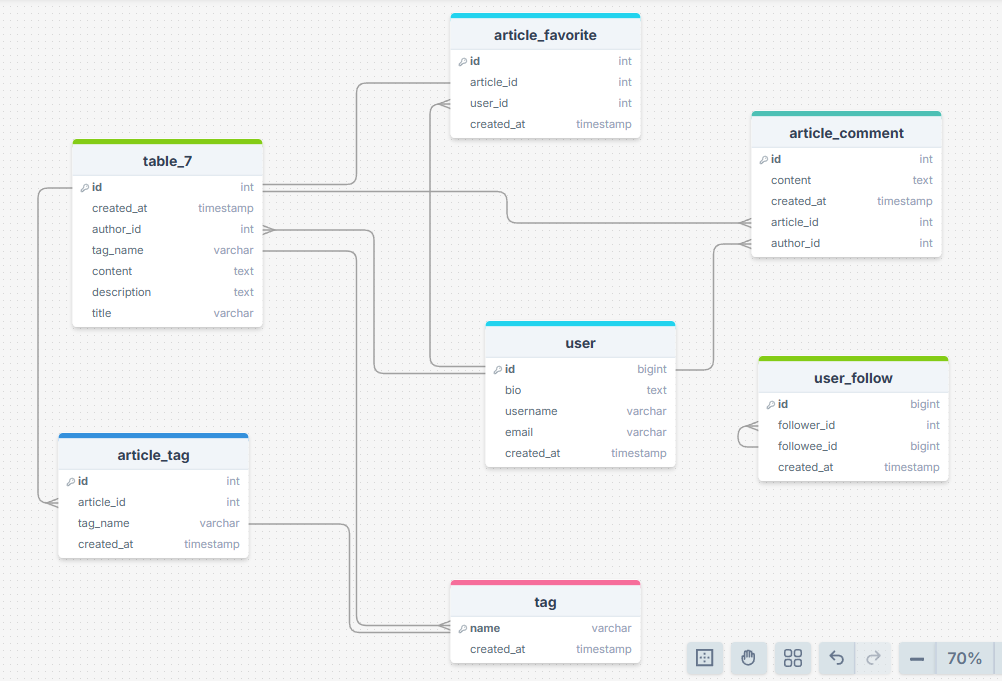 article_favorite
id int
article_id int
user_id int
created_at timestamp
article_comment
id int
content text
created_at timestamp
article_id int
author_id int
table_7
id int
created_at timestamp
author_id int
tag_name varchar
content text
description text
title varchar
user
id bigint
bio text
username varchar
email varchar
created_at timestamp
user_follow
id bigint
follower_id int
followee_id bigint
created_at timestamp
article_tag
id int
article_id int
tag_name varchar
created_at timestamp
tag
name varchar
created_at timestamp
70%